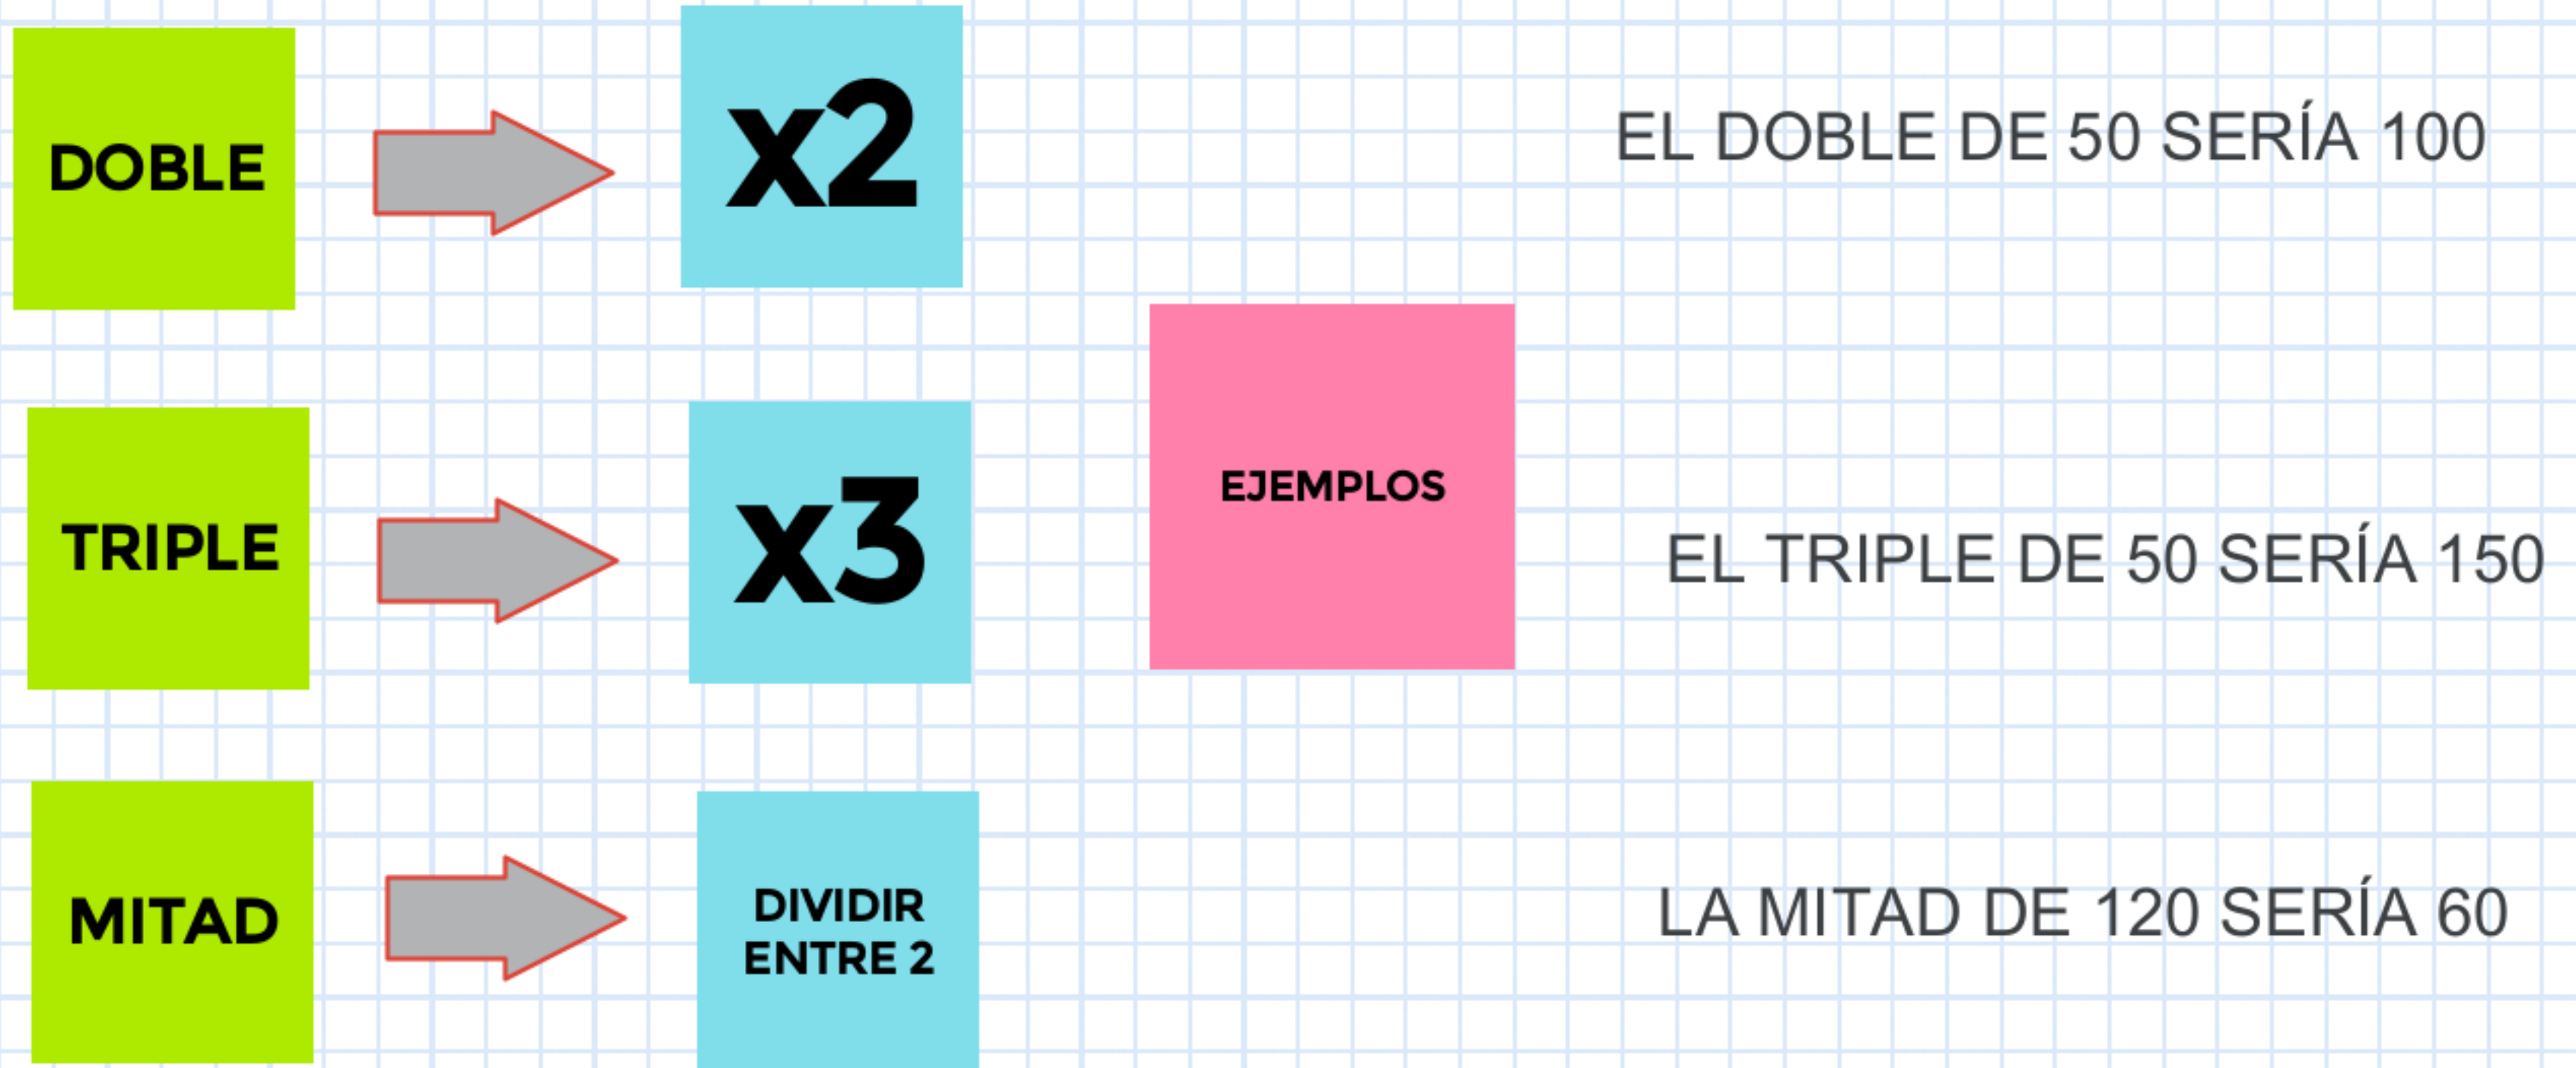 DOBLE
x2
EL DOBLE DE 50 SERÍA 100
TRIPLE
x3
EJEMPLOS
EL TRIPLE DE 50 SERÍA 150
MITAD
DIVIDIR
ENTRE 2
LA MITAD DE 120 SERÍA 60